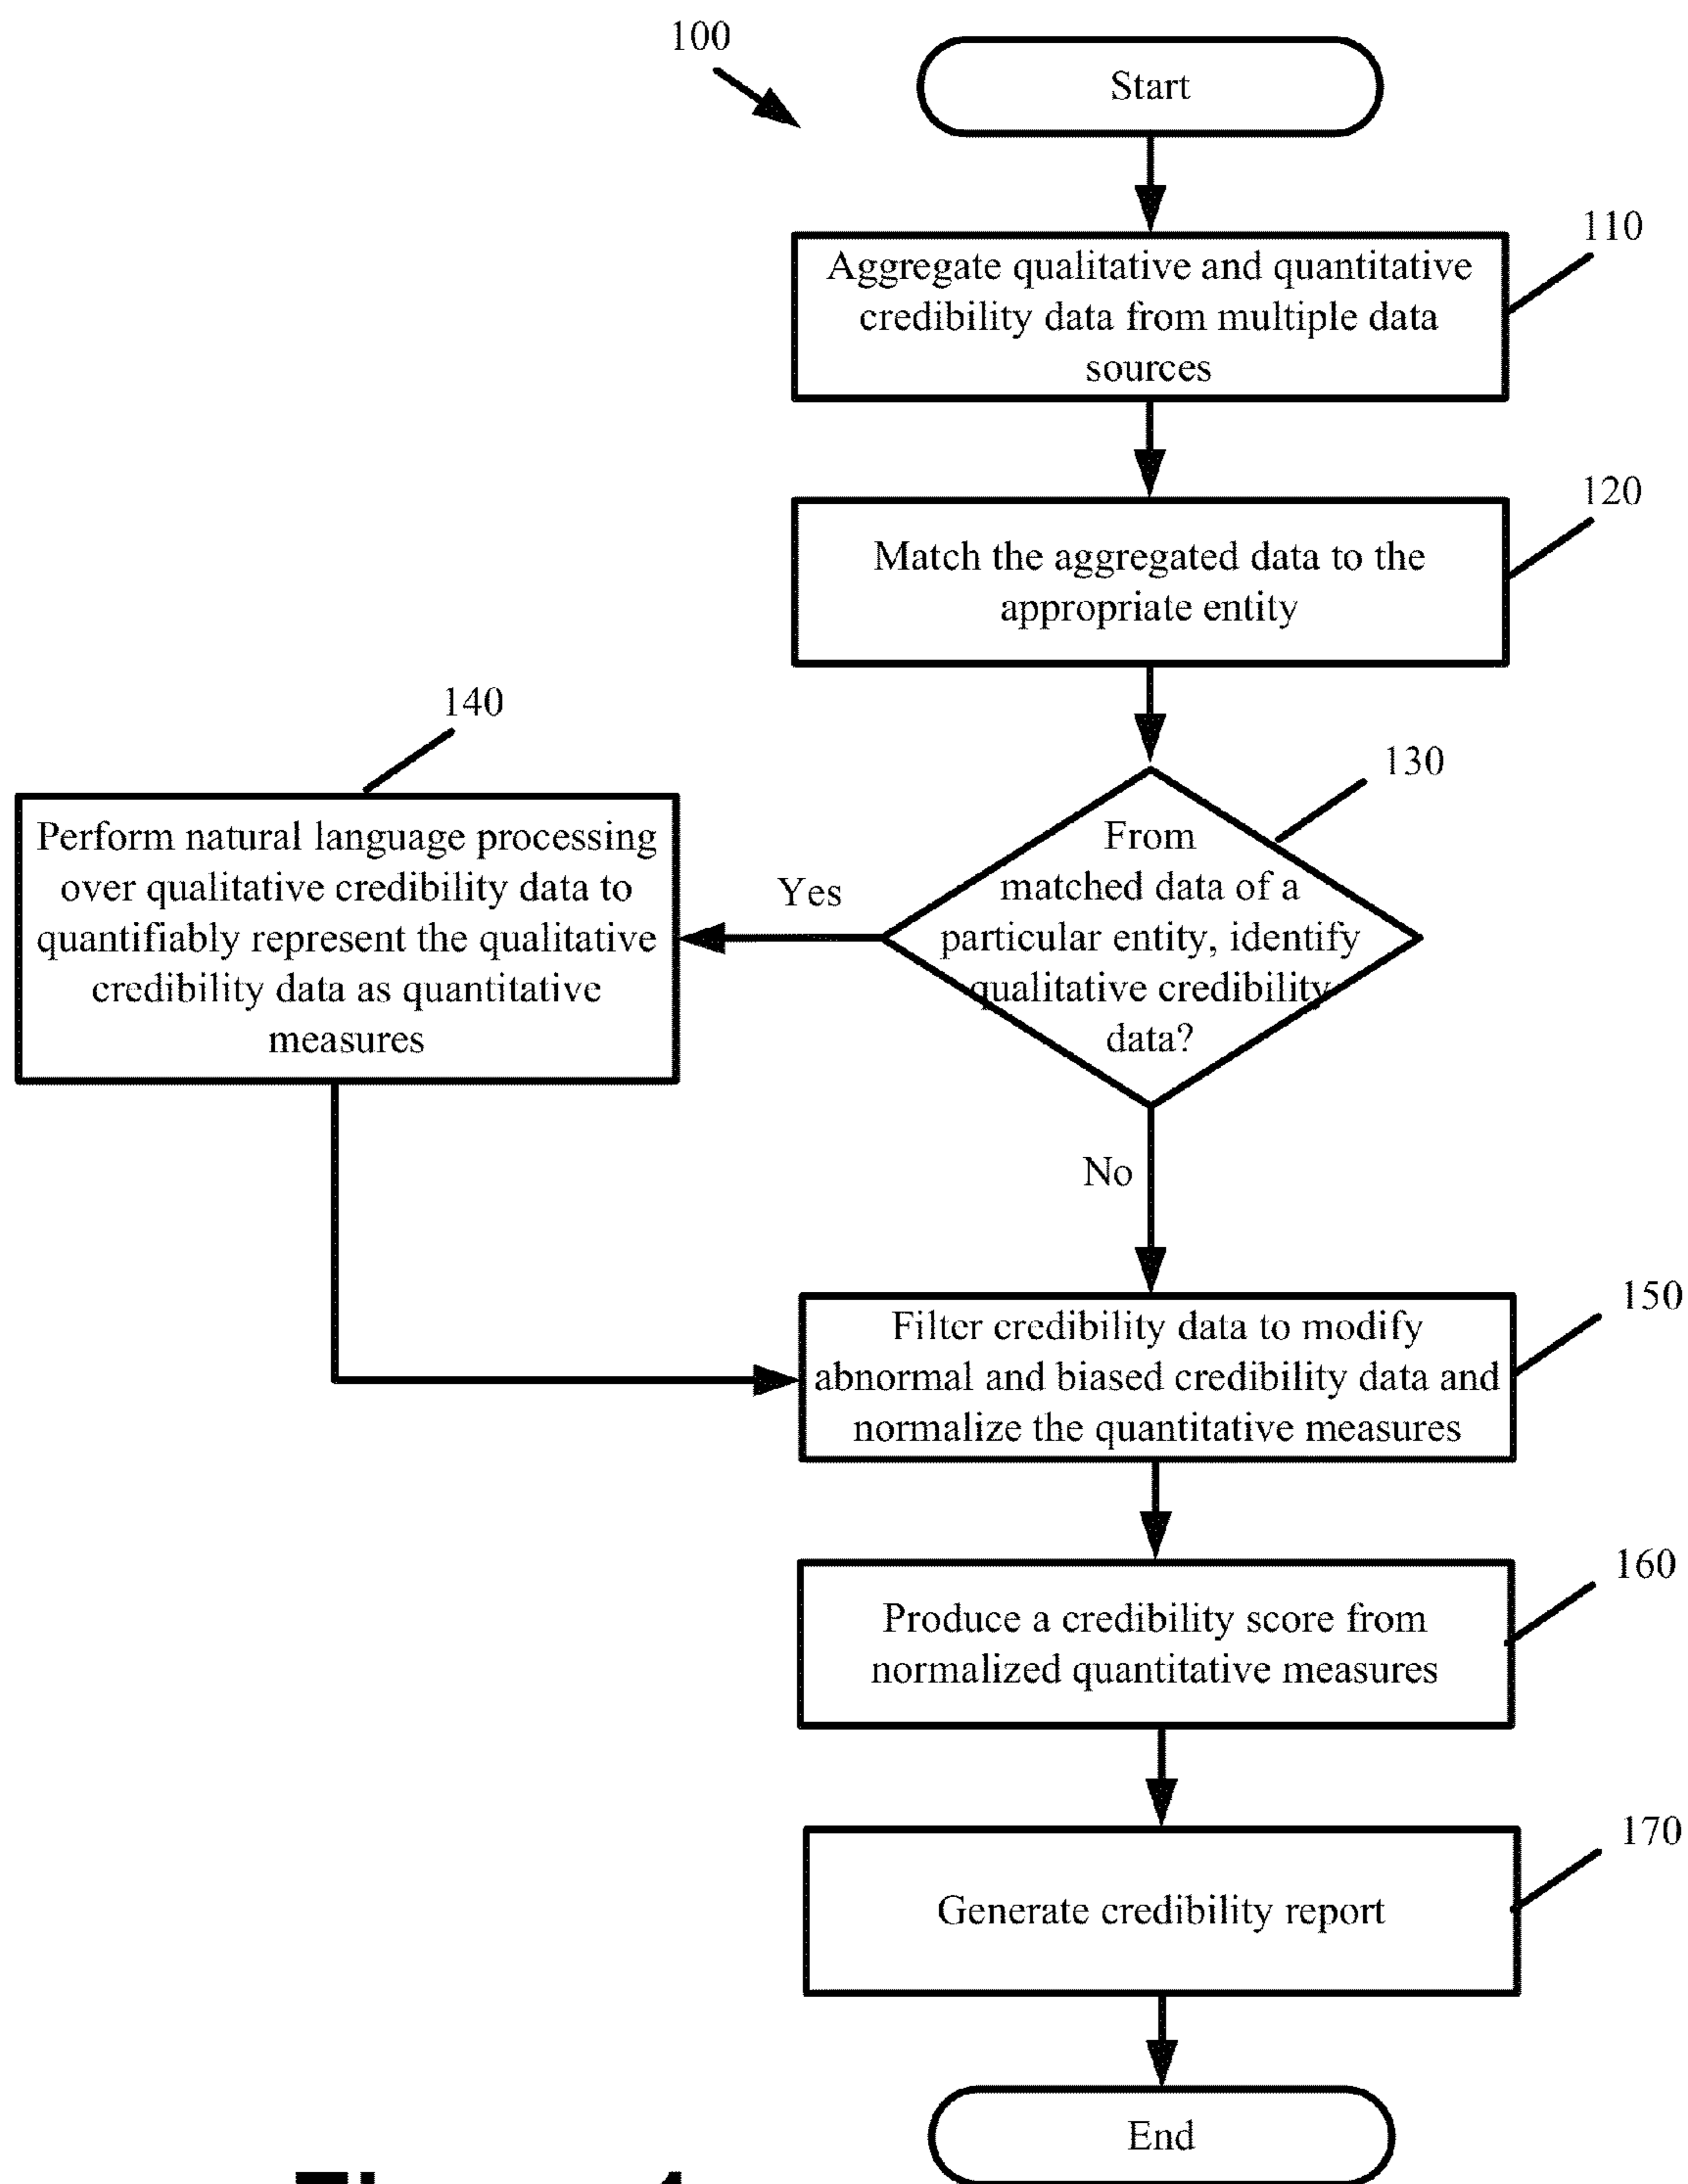 100
Start
110
Aggregate qualitative and quantitative
credibility data from multiple data
sources
120
Match the aggregated data to the
appropriate entity
130
From
matched data of a
particular entity, identify
qualitative credibility
data?
Yes
140
Perform natural language processing
over qualitative credibility data to
quantifiably represent the qualitative
credibility data as quantitative
measures
No
150
Filter credibility data to modify
abnormal and biased credibility data and
normalize the quantitative measures
160
Produce a credibility score from
normalized quantitative measures
170
Generate credibility report
End